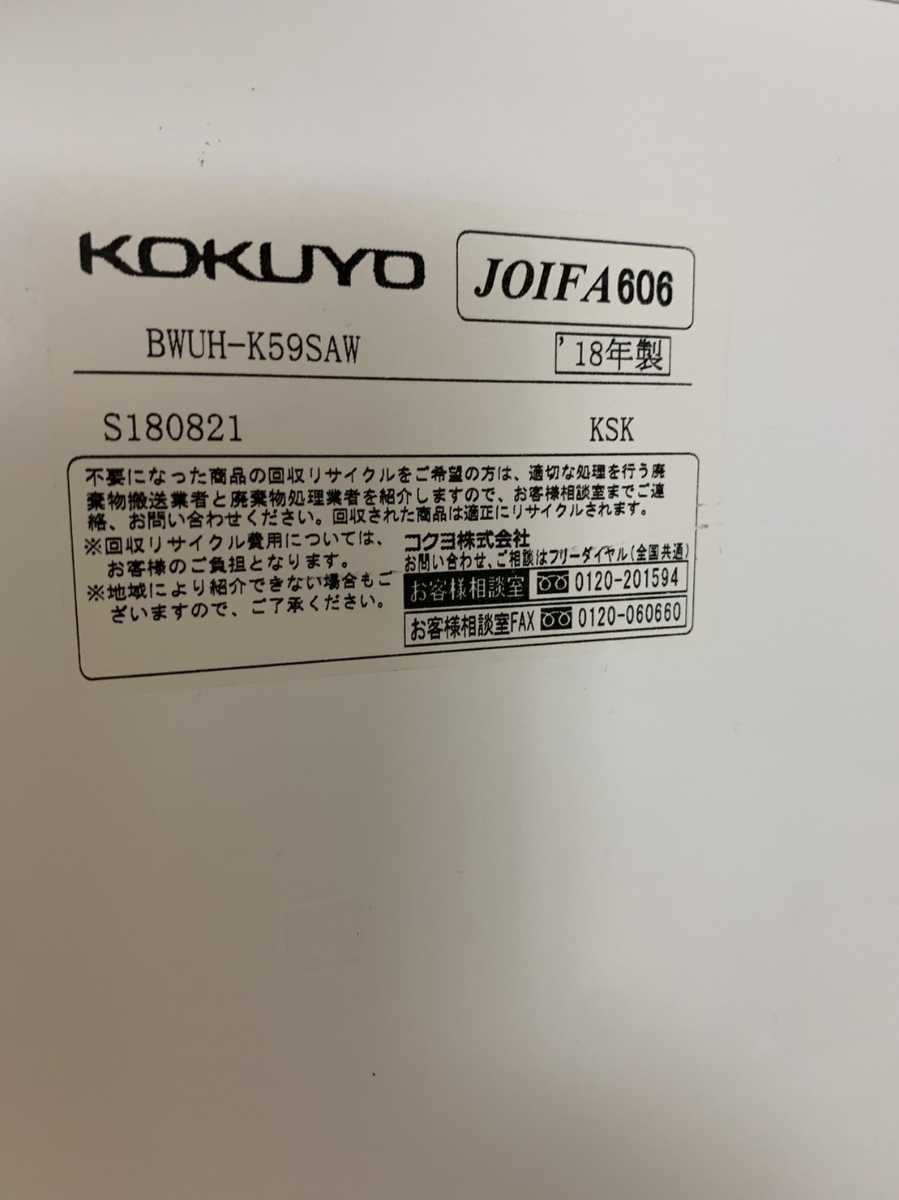 KOKUYO
JOIFA606
BWUH-K59SAW
'18年製
S180821
KSK
不要になった商品の回収リサイクルをご希望の方は、適切な処理を行う廃
棄物搬送業者と廃棄物処理業者を紹介しますので、お客様相談室までご連
絡、お問い合わせください。回収された商品は適正にリサイクルされます。
※回収リサイクル費用については、
お客様のご負担となります。
※地域により紹介できない場合もご
ざいますので、ご了承ください。
コクヨ株式会社
お問い合わせ、ご相談はフリーダイヤル(全国共通)
お客様相談室 0120-201594
お客様相談室FAX 0120-060660